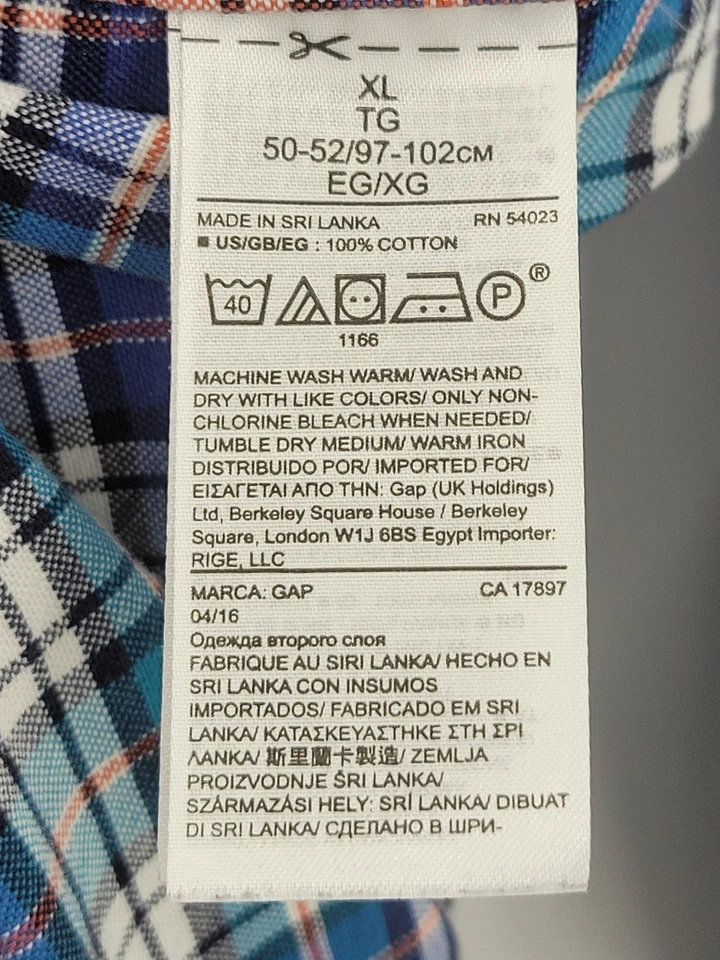 XL
TG
50-52/97-102CM
EG/XG
MADE IN SRI LANKA RN 54023
US/GB/EG : 100% COTTON
40 P ®
1166
MACHINE WASH WARM/ WASH AND
DRY WITH LIKE COLORS/ ONLY NON-
CHLORINE BLEACH WHEN NEEDED/
TUMBLE DRY MEDIUM/ WARM IRON
DISTRIBUIDO POR/ IMPORTED FOR/
ΕΙΣΑΓΕΤΑΙ ΑΠΟ ΤΗΝ: Gap (UK Holdings)
Ltd, Berkeley Square House / Berkeley
Square, London W1J 6BS Egypt Importer:
RIGE, LLC
MARCA: GAP CA 17897
04/16
Одежда второго слоя
FABRIQUE AU SIRI LANKA/ HECHO EN
SRI LANKA CON INSUMOS
IMPORTADOS/ FABRICADO EM SRI
LANKA/ ΚΑΤΑΣΚΕΥΑΣΤΗΚΕ ΣΤΗ ΣΡΙ
ΛΑΝΚΑ/ 斯里蘭卡製造/ ZEMLJA
PROIZVODNJE ŠRI LANKA/
SZÁRMAZÁSI HELY: SRÍ LANKA/ DIBUAT
DI SRI LANKA/ СДЕЛАНО В ШРИ-